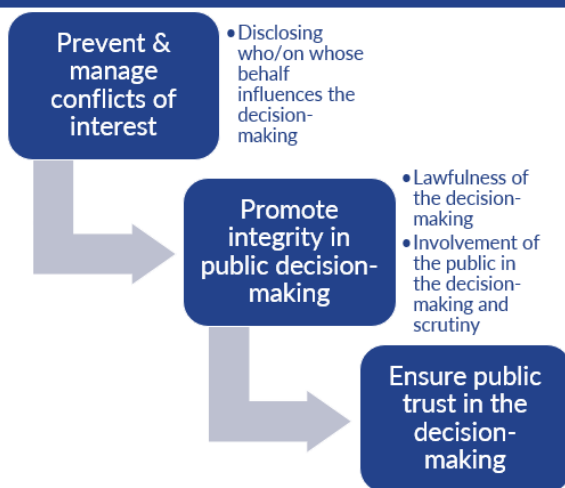 Prevent &
manage
conflicts of
interest
•Disclosing
who/on whose
behalf
influences the
decision-
making
Promote
integrity in
public decision-
making
•Lawfulness of
the decision-
making
•Involvement of
the public in
the decision-
making and
scrutiny
Ensure public
trust in the
decision-
making